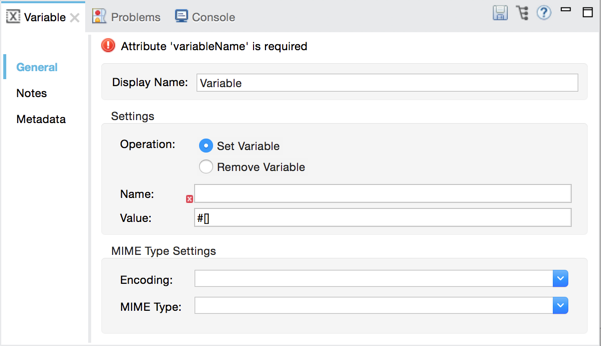 Variable Problems Console
Attribute 'variableName' is required
General
Notes
Metadata
Display Name: Variable
Settings
Operation: Set Variable
Remove Variable
Name:
Value: #[]
MIME Type Settings
Encoding:
MIME Type: